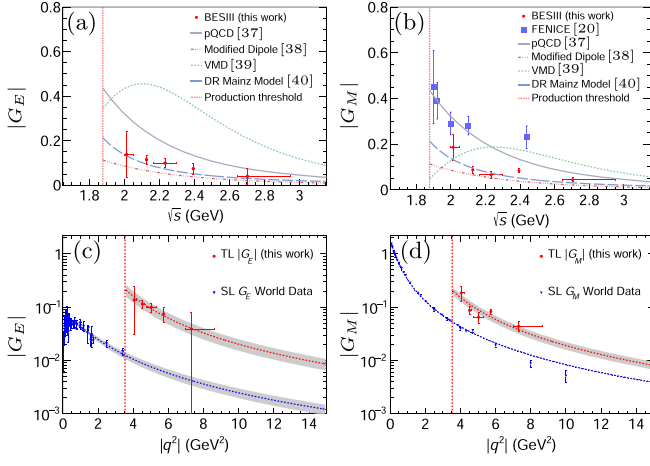 (a)
BESIII (this work)
pQCD [37]
Modified Dipole [38]
VMD [39]
DR Mainz Model [40]
Production threshold
|G_E|
0.8
0.6
0.4
0.2
0
1.8
2
2.2
2.4
2.6
2.8
3
√s (GeV)
(b)
BESIII (this work)
FENICE [20]
pQCD [37]
Modified Dipole [38]
VMD [39]
DR Mainz Model [40]
Production threshold
|G_M|
0.8
0.6
0.4
0.2
0
1.8
2
2.2
2.4
2.6
2.8
3
√s (GeV)
(c)
TL |G_E| (this work)
SL G_E World Data
|G_E|
1
10⁻¹
10⁻²
10⁻³
0
2
4
6
8
10
12
14
|q²| (GeV²)
(d)
TL |G_M| (this work)
SL G_M World Data
|G_M|
1
10⁻¹
10⁻²
10⁻³
0
2
4
6
8
10
12
14
|q²| (GeV²)